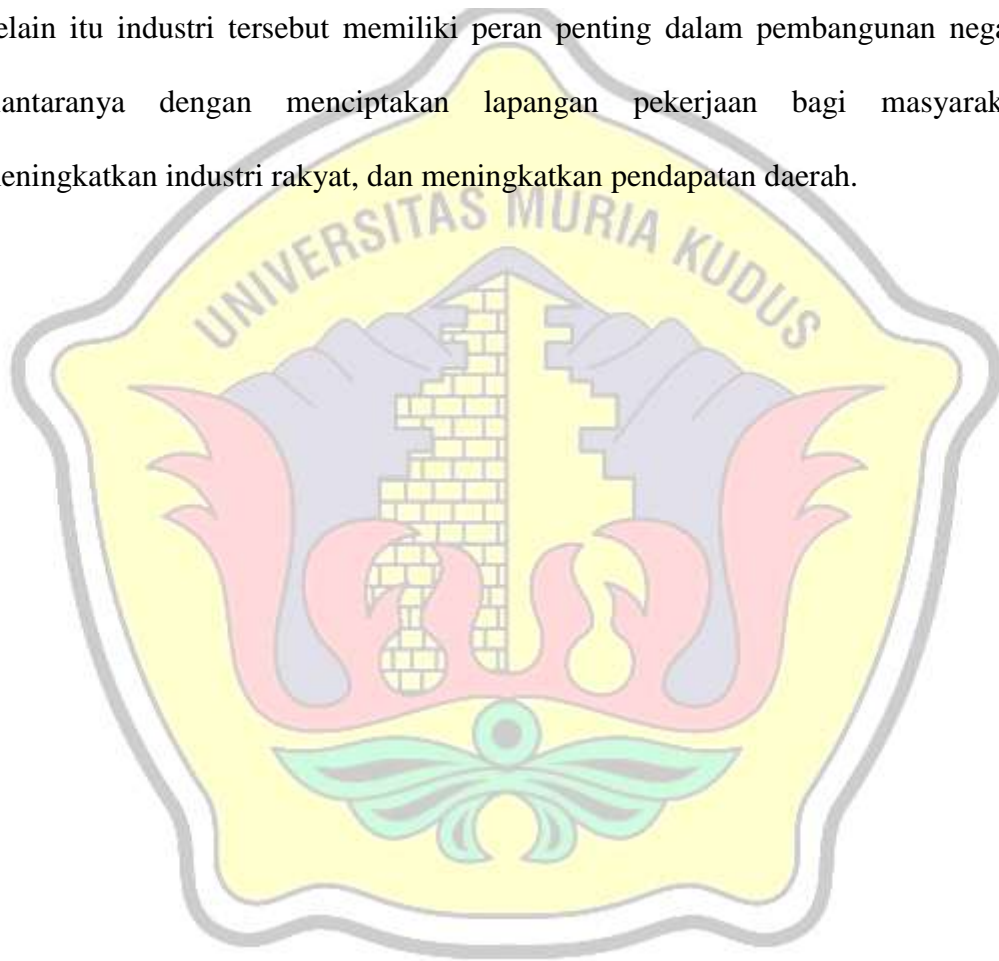 elain itu industri tersebut memiliki peran penting dalam pembangunan nega
antaranya dengan menciptakan lapangan pekerjaan bagi masyarak
eningkatkan industri rakyat, dan meningkatkan pendapatan daerah.
UNIVERSITAS MURIA KUDUS